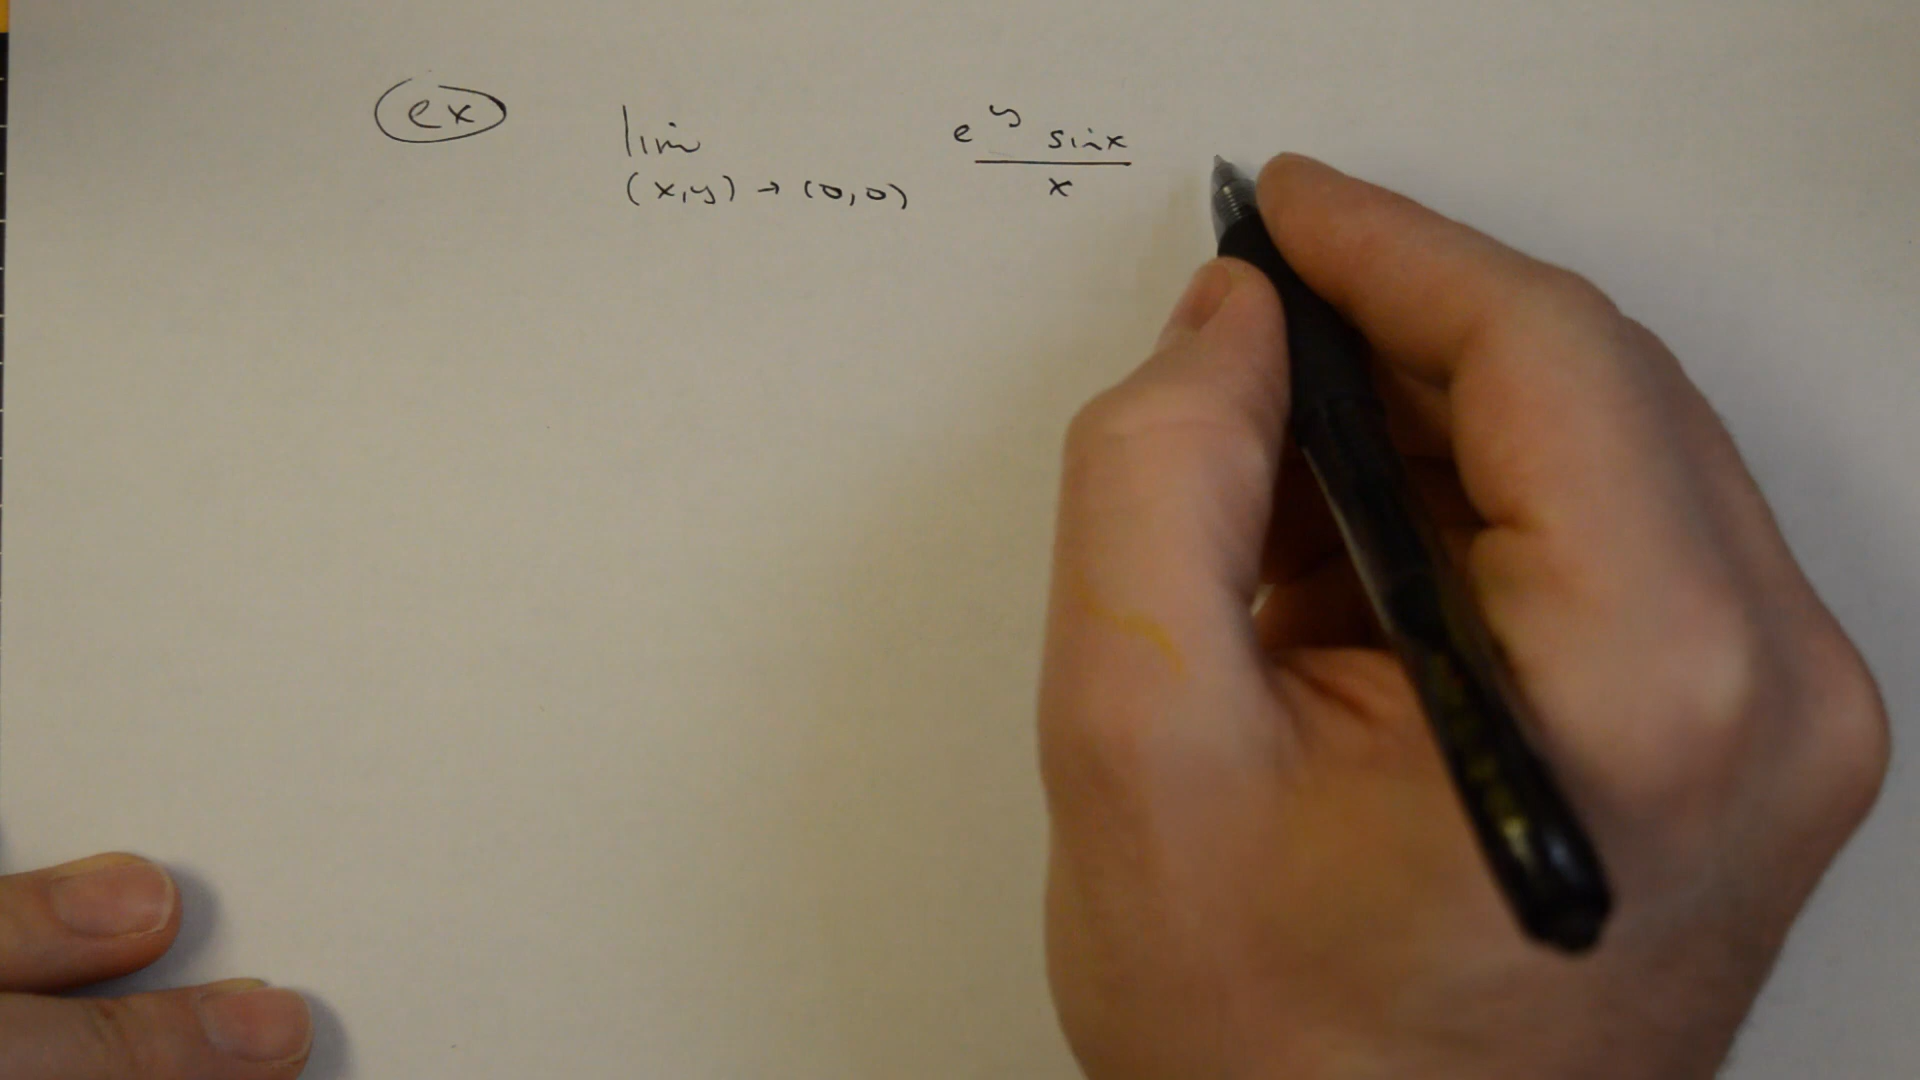 ex lim e^y sin x
(x,y) → (0,0) x